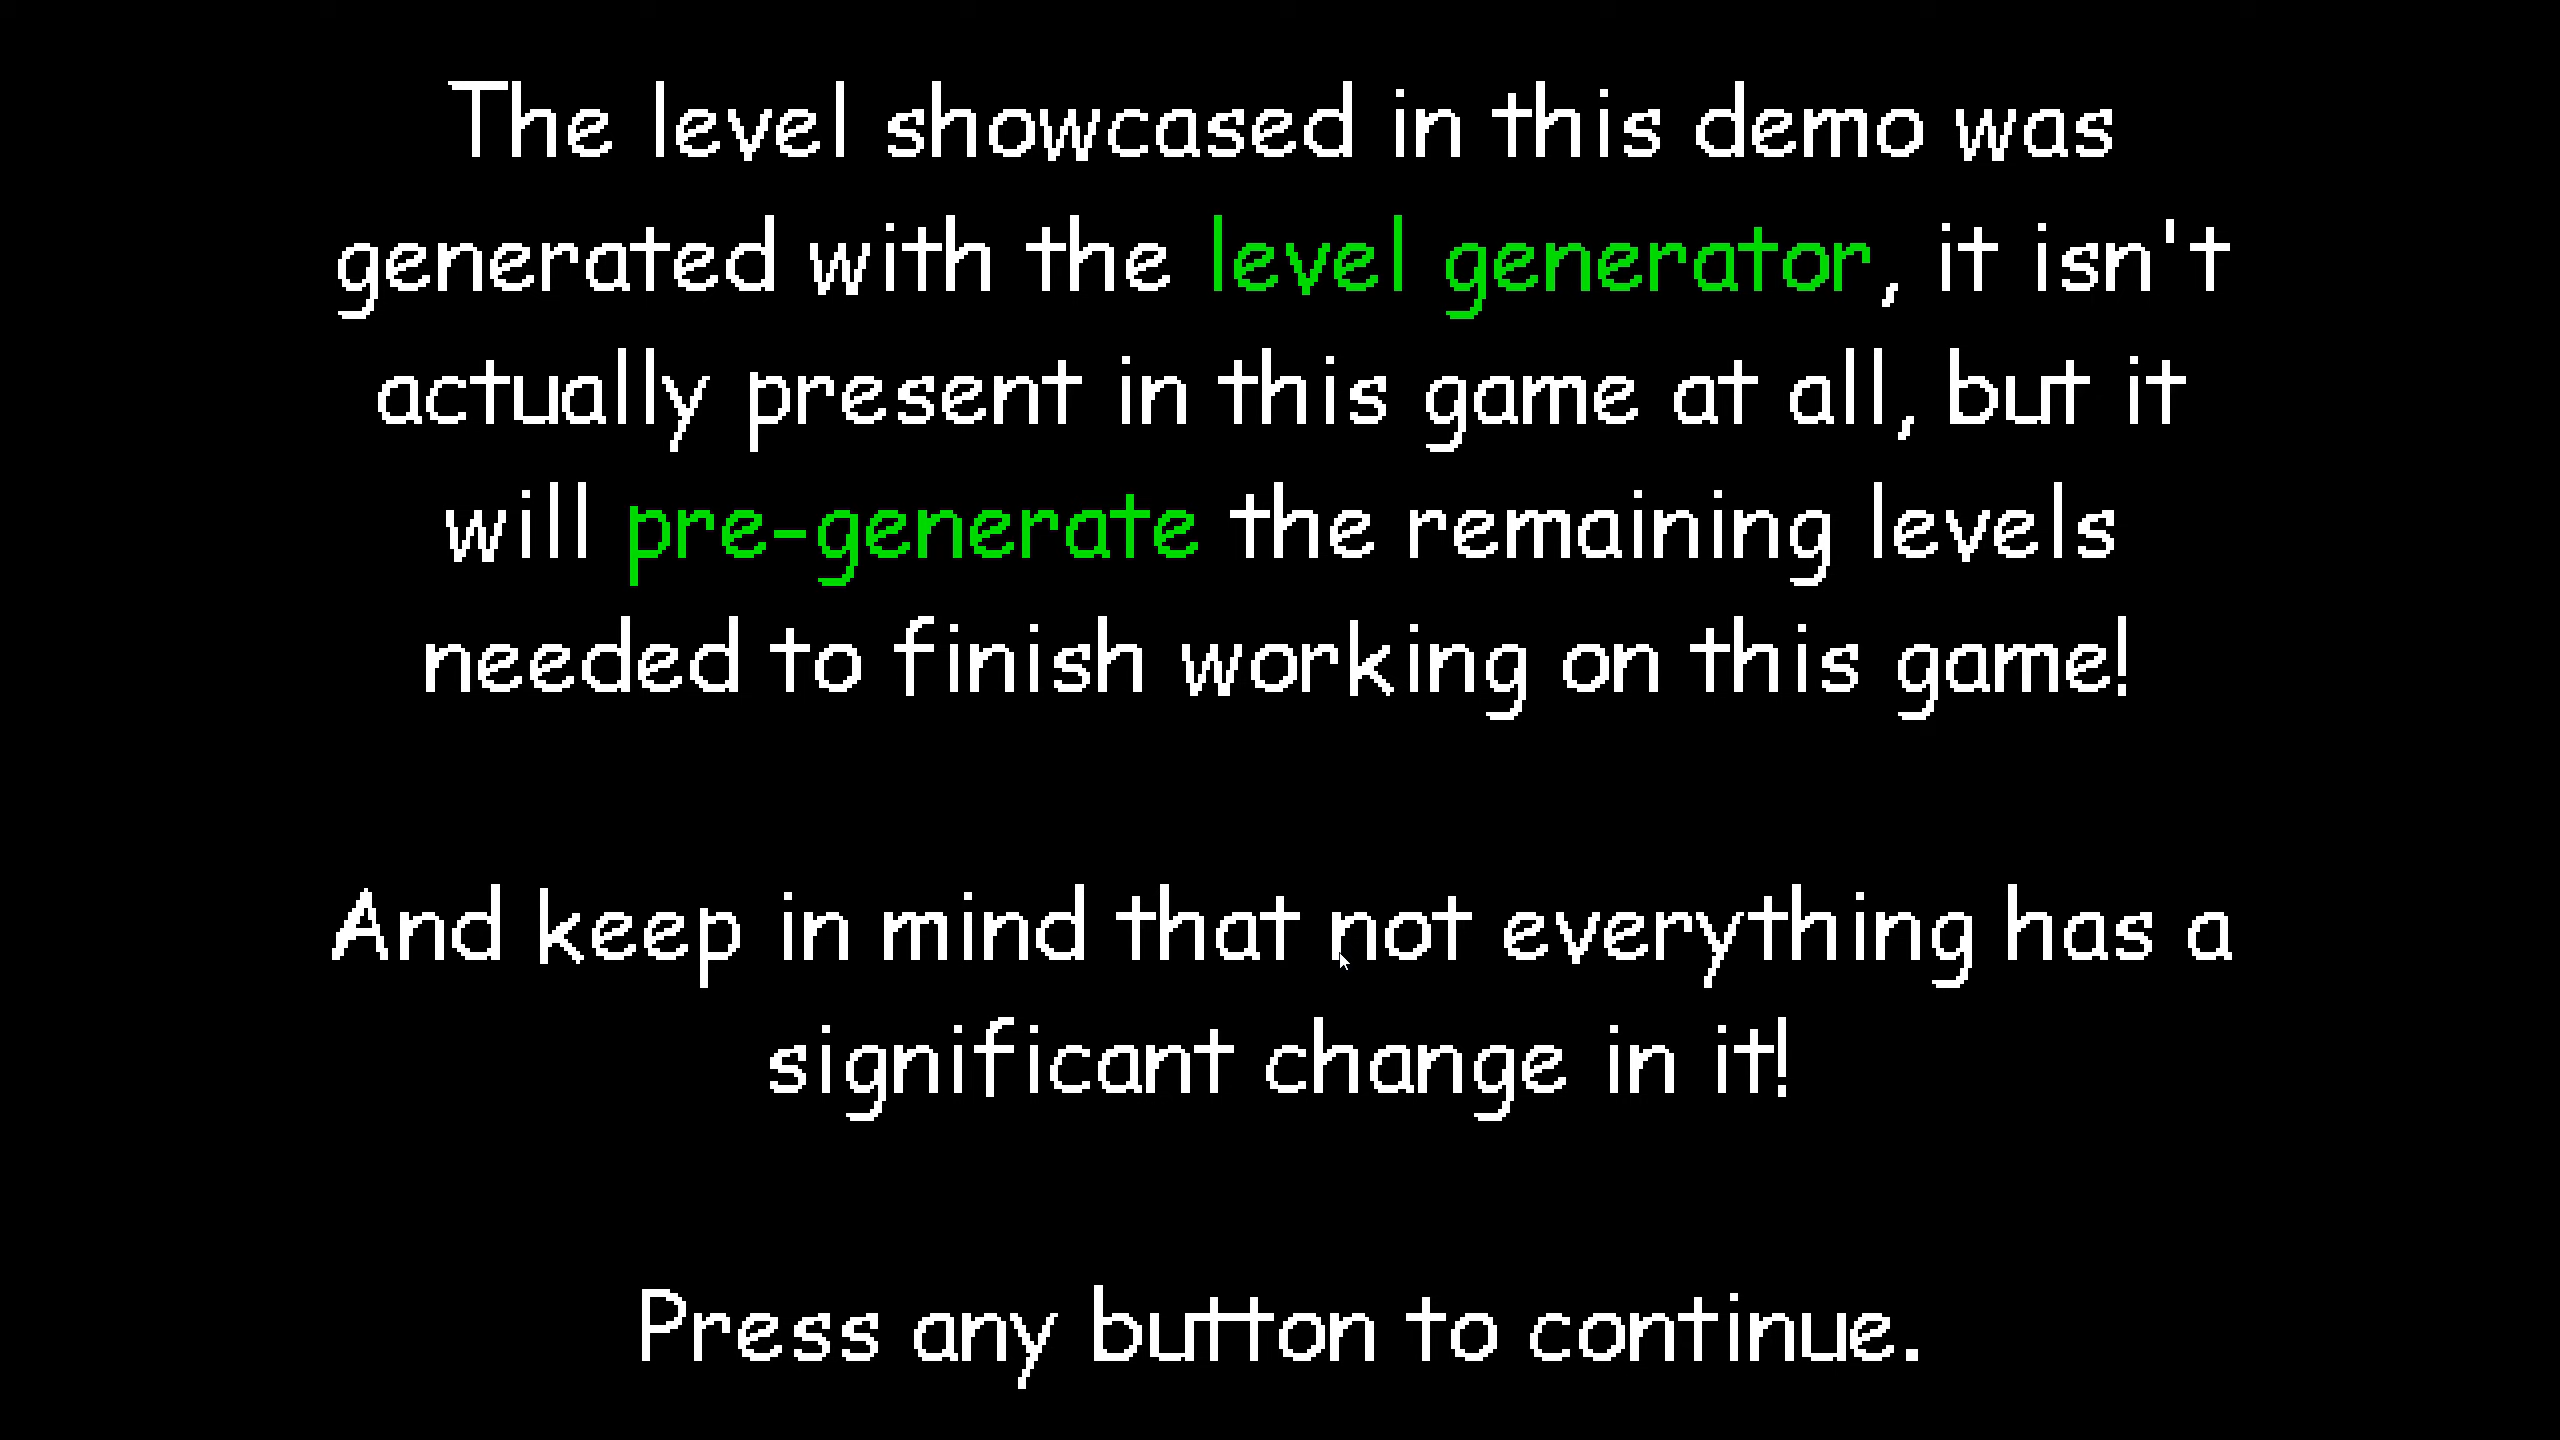 The level showcased in this demo was
generated with the level generator, it isn't
actually present in this game at all, but it
will pre-generate the remaining levels
needed to finish working on this game!
And keep in mind that not everything has a
significant change in it!
Press any button to continue.